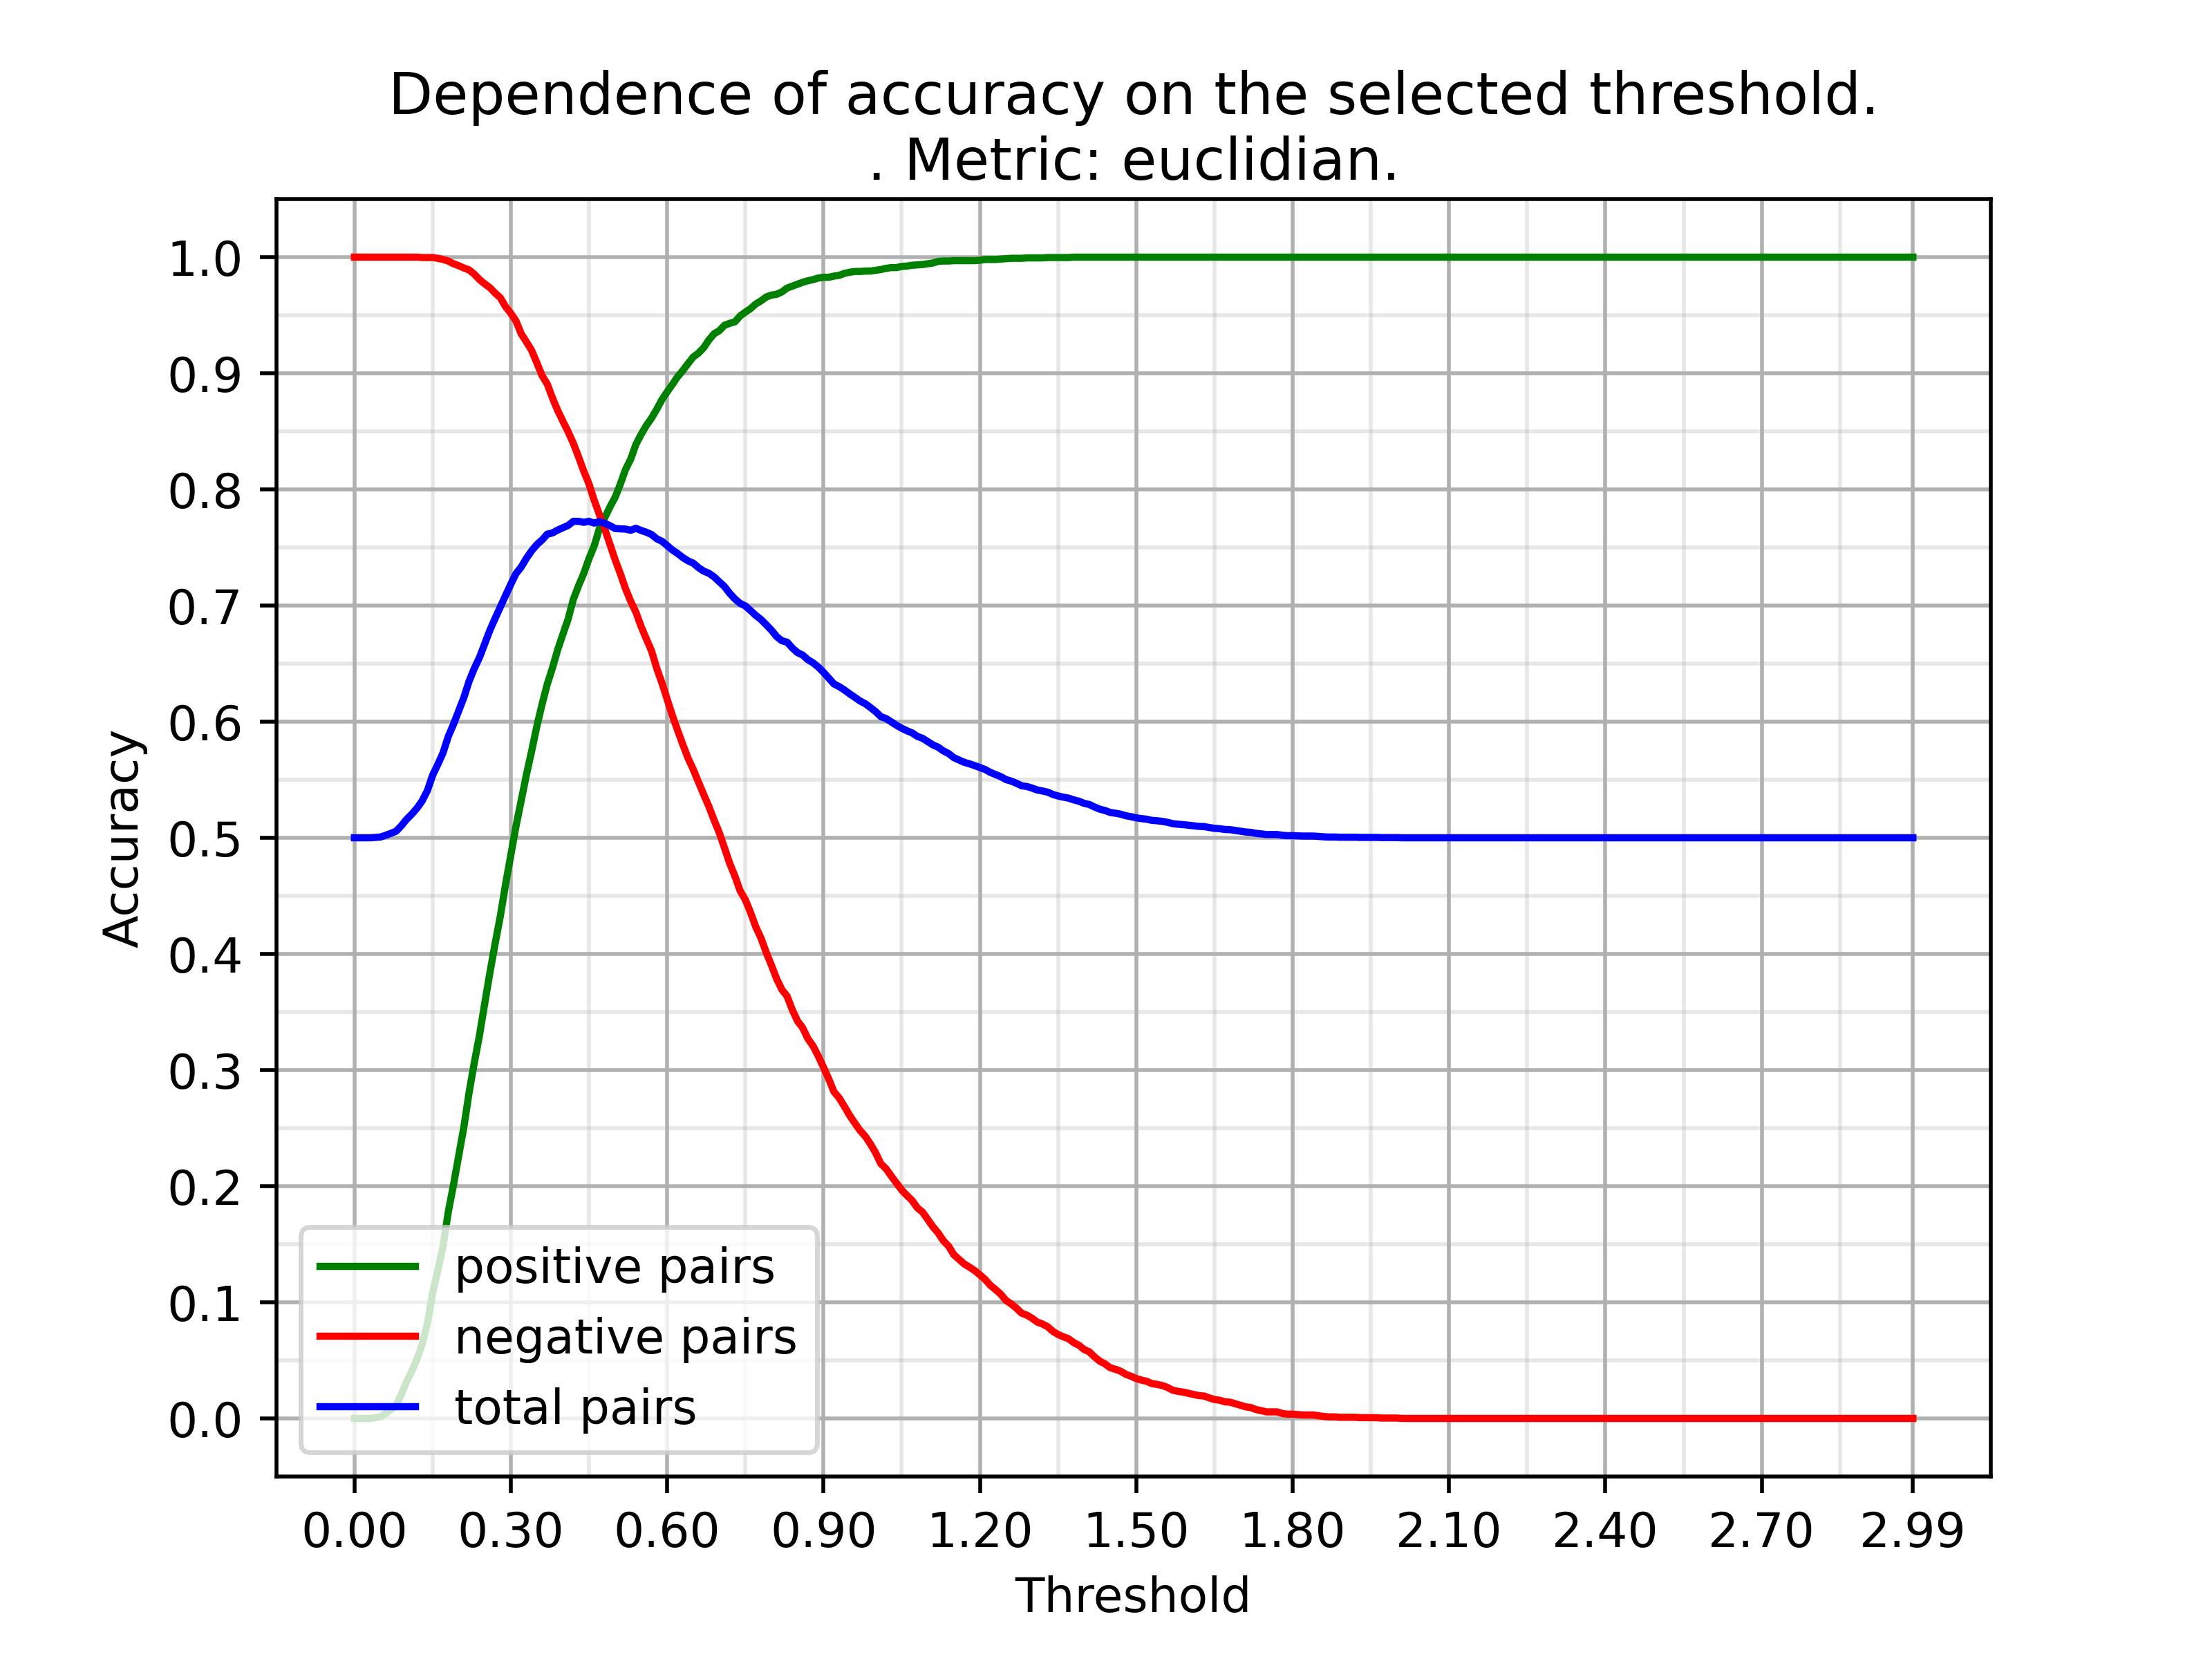 Dependence of accuracy on the selected threshold.
. Metric: euclidian.
Accuracy
1.0
0.9
0.8
0.7
0.6
0.5
0.4
0.3
0.2
0.1
0.0
positive pairs
negative pairs
total pairs
0.00 0.30 0.60 0.90 1.20 1.50 1.80 2.10 2.40 2.70 2.99
Threshold